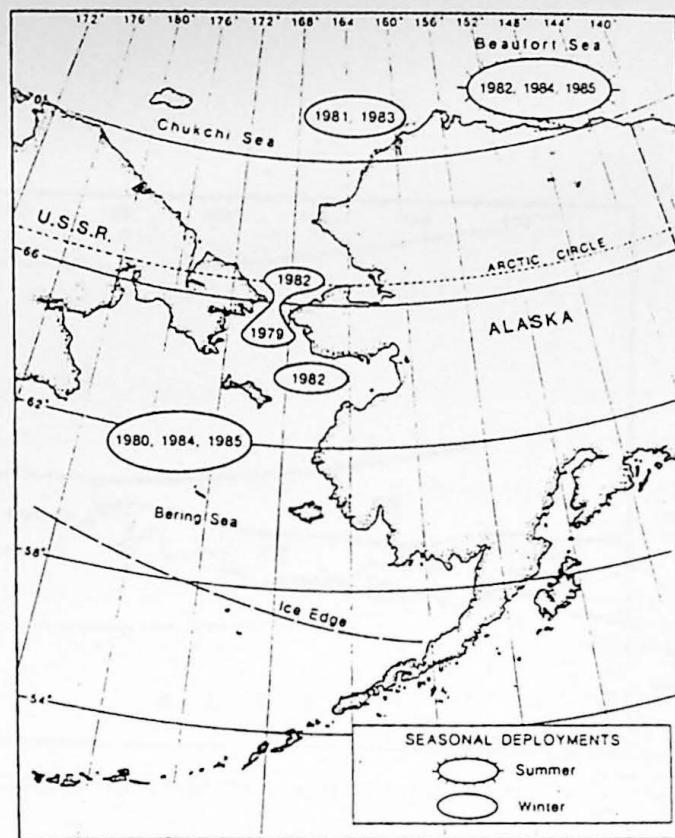 172° 176° 180° 176° 172° 168° 164° 160° 156° 152° 148° 144° 140°
Beaufort Sea
1982, 1984, 1985
70°
1981, 1983
Chukchi Sea
U.S.S.R.
66
ARCTIC CIRCLE
1982
ALASKA
1979
1982
62
1980, 1984, 1985
Bering Sea
58°
Ice Edge
54°
SEASONAL DEPLOYMENTS
Summer
Winter